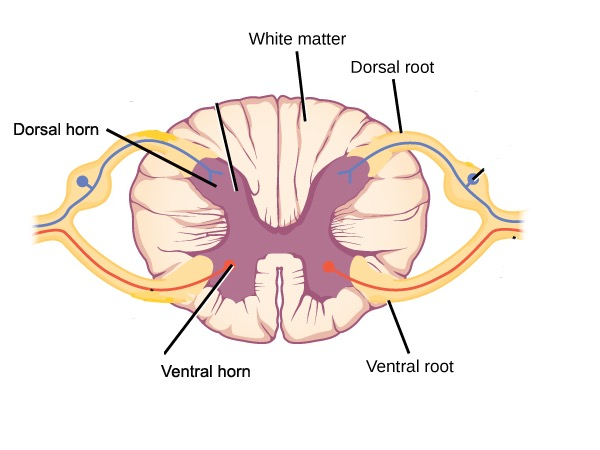 White matter
Dorsal root
Dorsal horn
Ventral horn
Ventral root